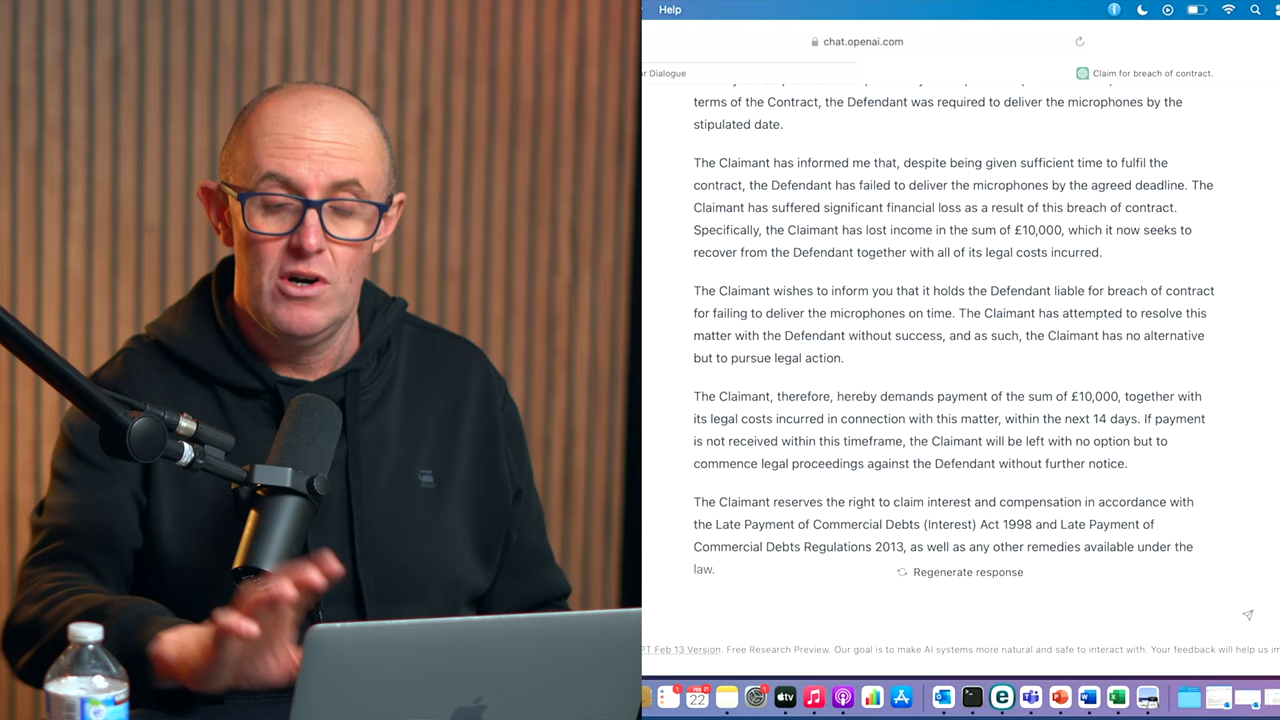 Help
chat.openai.com
r Dialogue
Claim for breach of contract.
terms of the Contract, the Defendant was required to deliver the microphones by the
stipulated date.
The Claimant has informed me that, despite being given sufficient time to fulfil the
contract, the Defendant has failed to deliver the microphones by the agreed deadline. The
Claimant has suffered significant financial loss as a result of this breach of contract.
Specifically, the Claimant has lost income in the sum of £10,000, which it now seeks to
recover from the Defendant together with all of its legal costs incurred.
The Claimant wishes to inform you that it holds the Defendant liable for breach of contract
for failing to deliver the microphones on time. The Claimant has attempted to resolve this
matter with the Defendant without success, and as such, the Claimant has no alternative
but to pursue legal action.
The Claimant, therefore, hereby demands payment of the sum of £10,000, together with
its legal costs incurred in connection with this matter, within the next 14 days. If payment
is not received within this timeframe, the Claimant will be left with no option but to
commence legal proceedings against the Defendant without further notice.
The Claimant reserves the right to claim interest and compensation in accordance with
the Late Payment of Commercial Debts (Interest) Act 1998 and Late Payment of
Commercial Debts Regulations 2013, as well as any other remedies available under the
law.
Regenerate response
PT Feb 13 Version. Free Research Preview. Our goal is to make AI systems more natural and safe to interact with. Your feedback will help us im
FEB
22
tv